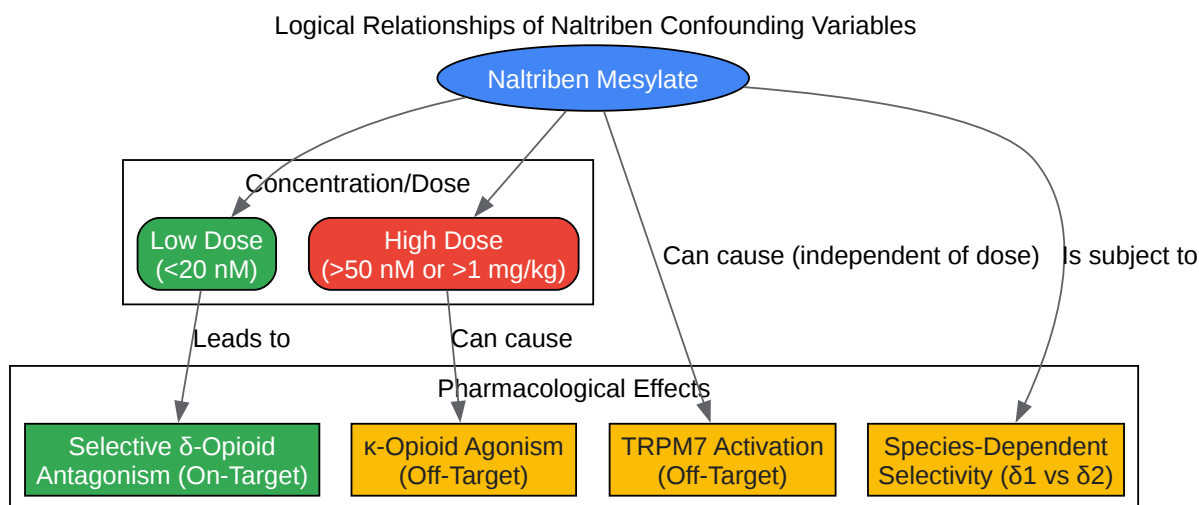 Logical Relationships of Naltriben Confounding Variables
Naltriben Mesylate
Concentration/Dose
Low Dose
(<20 nM)
High Dose
(>50 nM or >1 mg/kg)
Can cause (independent of dose)
Is subject to
Leads to
Can cause
Pharmacological Effects
Selective δ-Opioid
Antagonism (On-Target)
κ-Opioid Agonism
(Off-Target)
TRPM7 Activation
(Off-Target)
Species-Dependent
Selectivity (δ1 vs δ2)